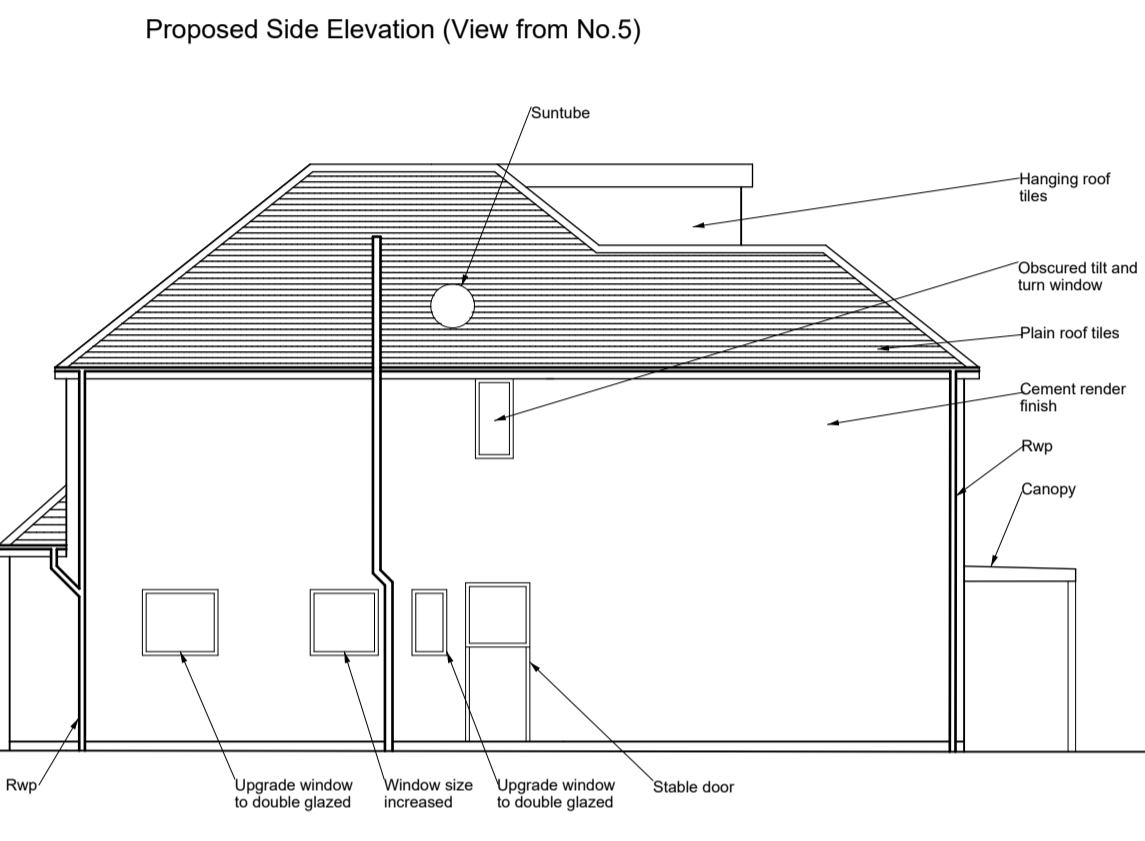 Proposed Side Elevation (View from No.5)
Suntube
Hanging roof
tiles
Obscured tilt and
turn window
Plain roof tiles
Cement render
finish
Rwp
Canopy
Rwp
Upgrade window
to double glazed
Window size
increased
Upgrade window
to double glazed
Stable door